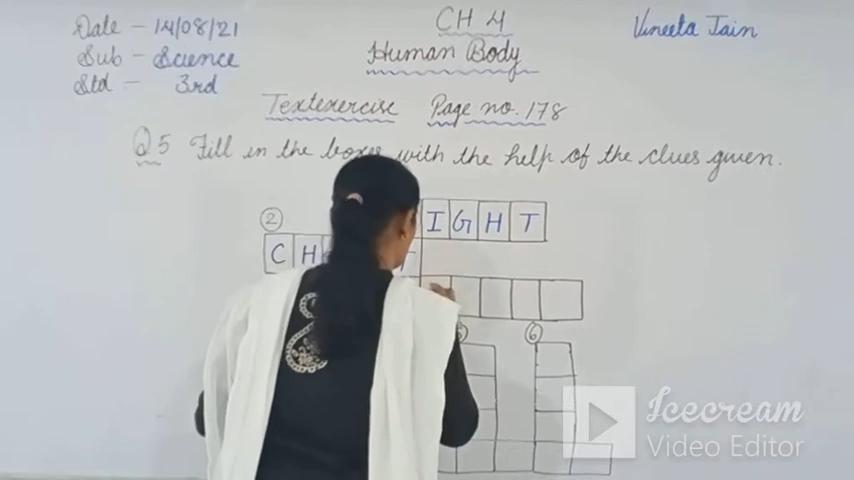 Date - 14/08/21
CH 4
Vineeta Jain
Sub - Science
Human Body
Std - 3rd
Textexercise Page no. 178
Q5 Fill in the boxes with the help of the clues given.
IGHT
2
CH
6
Icecream
Video Editor